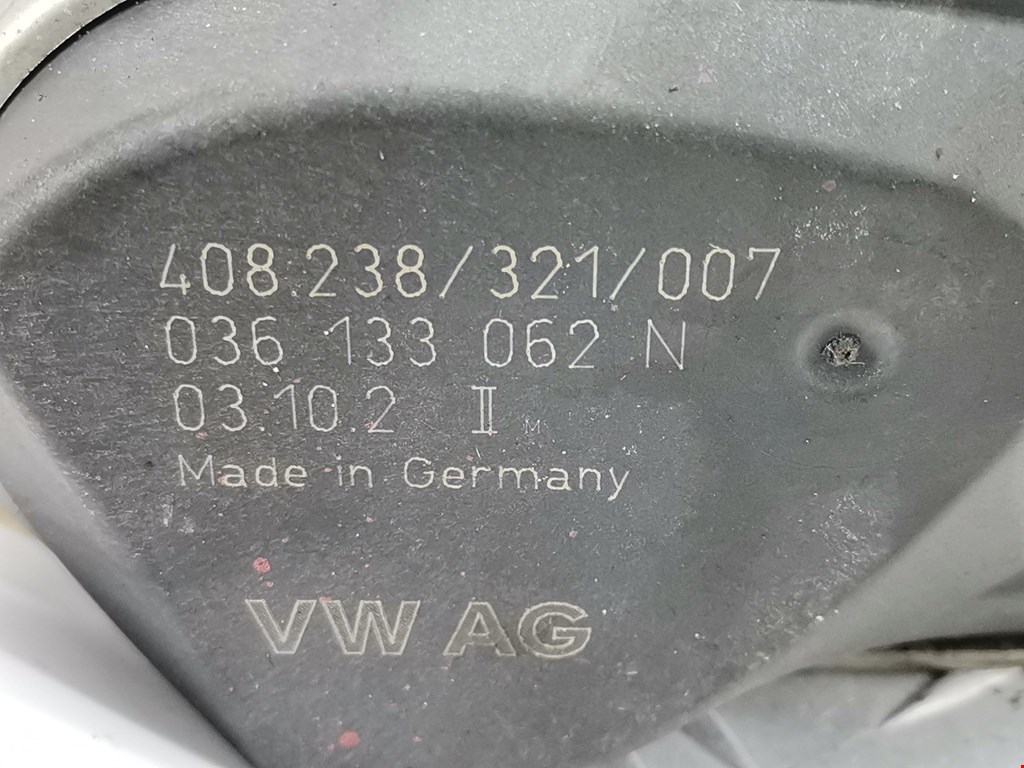 408.238/321/007
036 133 062 N
03.10.2 II M
Made in Germany
VW AG